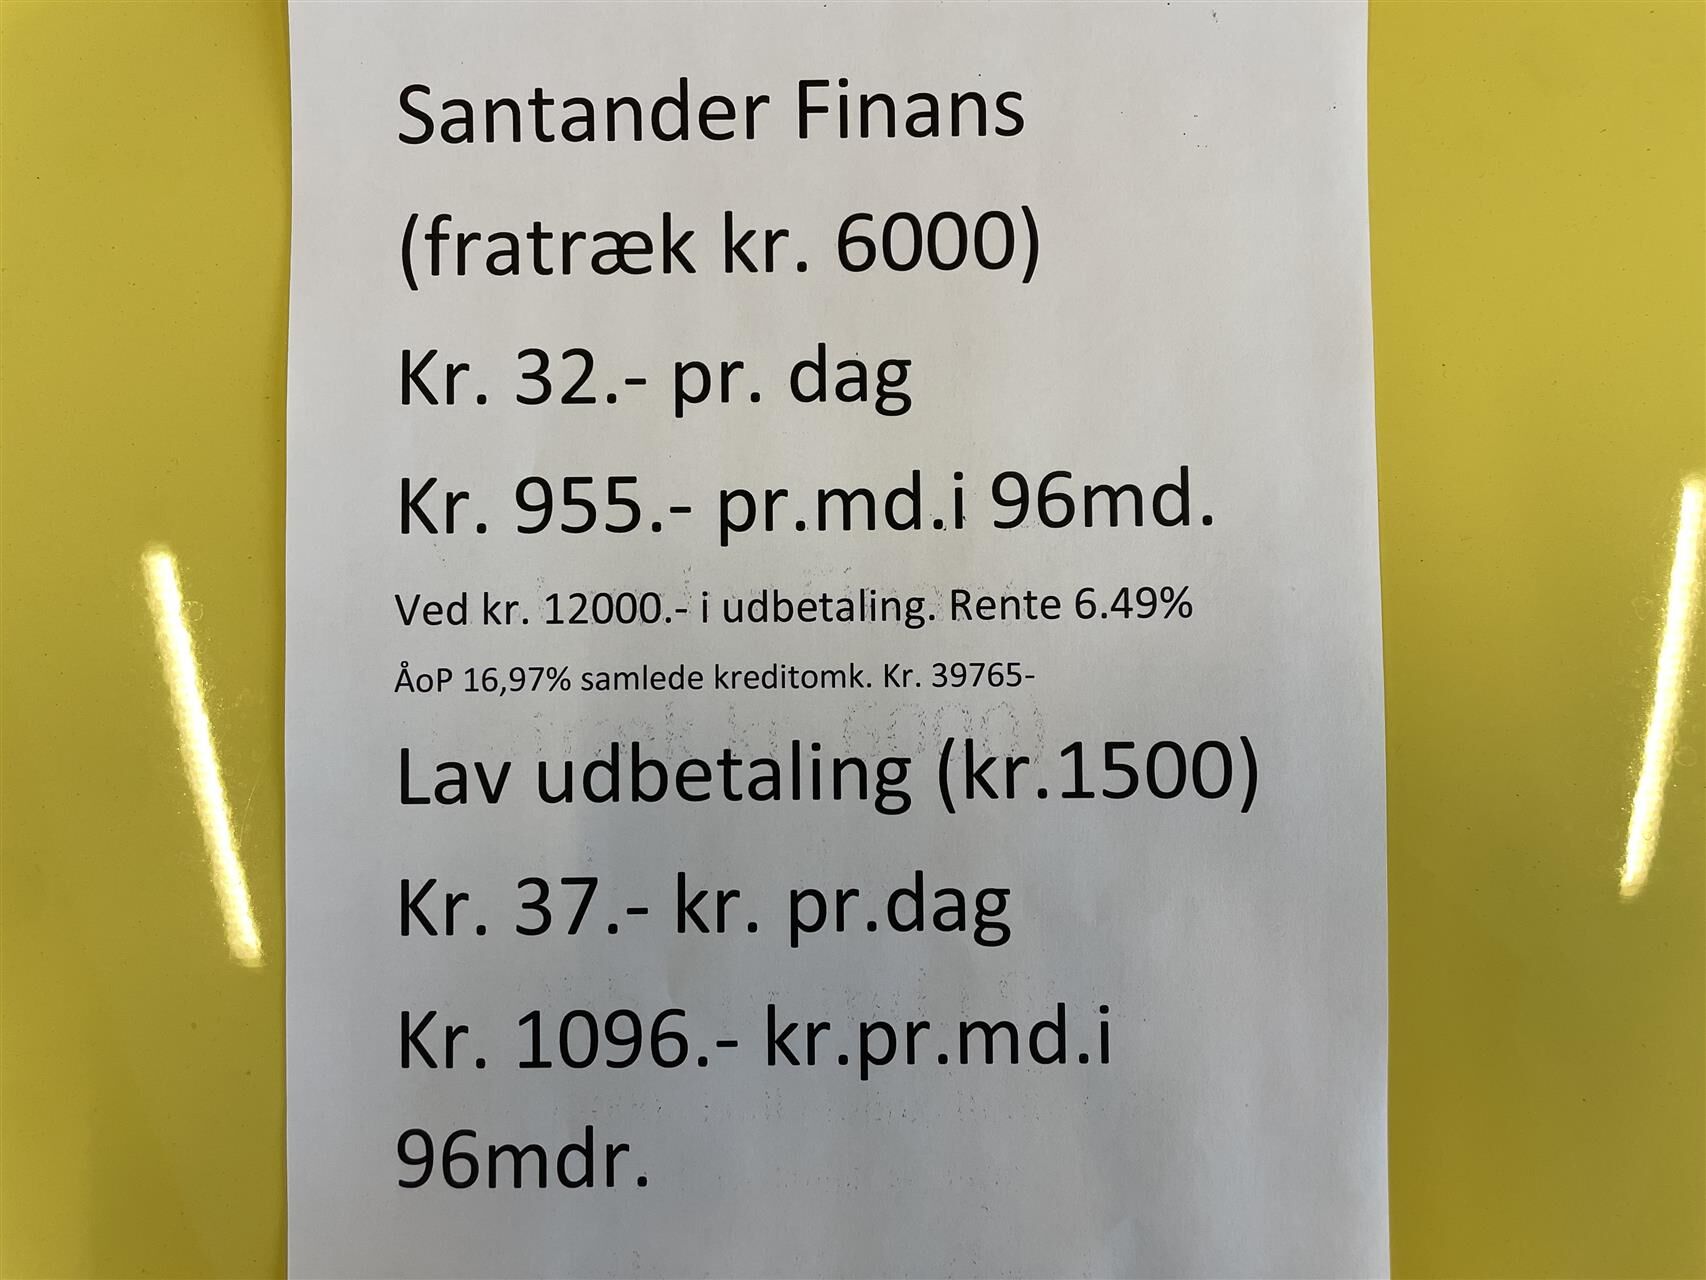 Santander Finans
(fratræk kr. 6000)
Kr. 32.- pr. dag
Kr. 955.- pr.md.i 96md.
Ved kr. 12000.- i udbetaling. Rente 6.49%
ÅoP 16,97% samlede kreditomk. Kr. 39765-
Lav udbetaling (kr.1500)
Kr. 37.- kr. pr.dag
Kr. 1096.- kr.pr.md.i
96mdr.